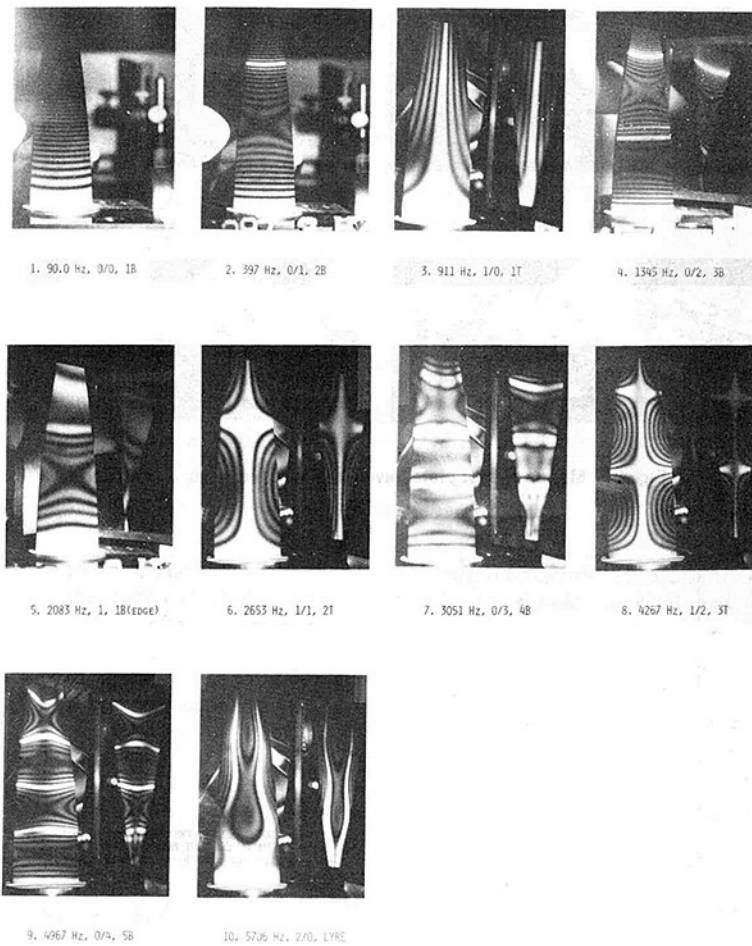 1. 90.0 Hz, 0/0, 1B
2. 397 Hz, 0/1, 2B
3. 911 Hz, 1/0, 1T
4. 1345 Hz, 0/2, 3B
5. 2083 Hz, 1, 1B(EDGE)
6. 2653 Hz, 1/1, 2T
7. 3051 Hz, 0/3, 4B
8. 4267 Hz, 1/2, 3T
9. 4967 Hz, 0/4, 5B
10. 5706 Hz, 2/0, LYRE